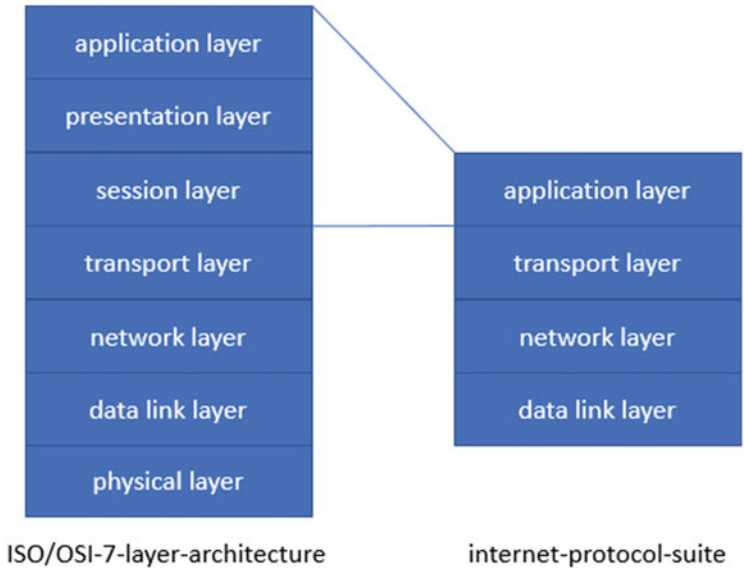 application layer
presentation layer
session layer
transport layer
network layer
data link layer
physical layer
ISO/OSI-7-layer-architecture
application layer
transport layer
network layer
data link layer
internet-protocol-suite